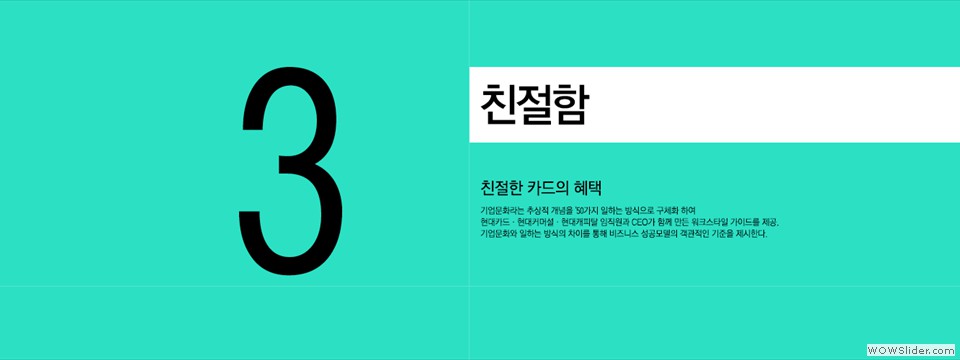 3
친절함
친절한 카드의 혜택
기업문화라는 추상적 개념을 '50가지 일하는 방식으로 구체화 하여
현대카드 · 현대커머셜 · 현대캐피탈 임직원과 CEO가 함께 만든 워크스타일 가이드를 제공,
기업문화와 일하는 방식의 차이를 통해 비즈니스 성공모델의 객관적인 기준을 제시한다.
WOWSlider.com